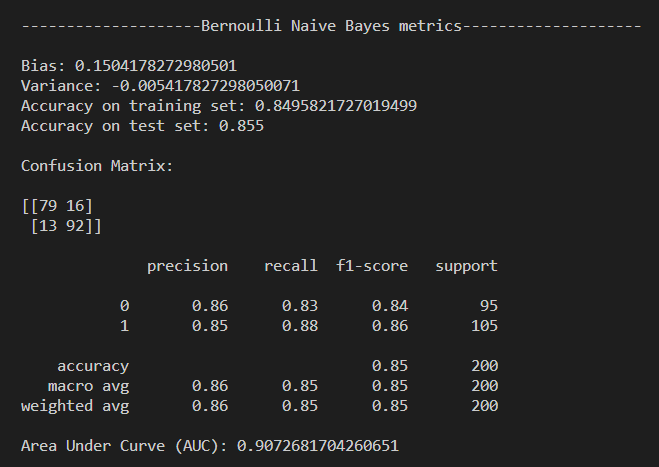 --------------------Bernoulli Naive Bayes metrics--------------------
Bias: 0.1504178272980501
Variance: -0.005417827298050071
Accuracy on training set: 0.8495821727019499
Accuracy on test set: 0.855
Confusion Matrix:
[[79 16]
 [13 92]]
              precision    recall  f1-score   support
           0       0.86      0.83      0.84        95
           1       0.85      0.88      0.86       105
    accuracy                           0.85       200
   macro avg       0.86      0.85      0.85       200
weighted avg       0.86      0.85      0.85       200
Area Under Curve (AUC): 0.9072681704260651